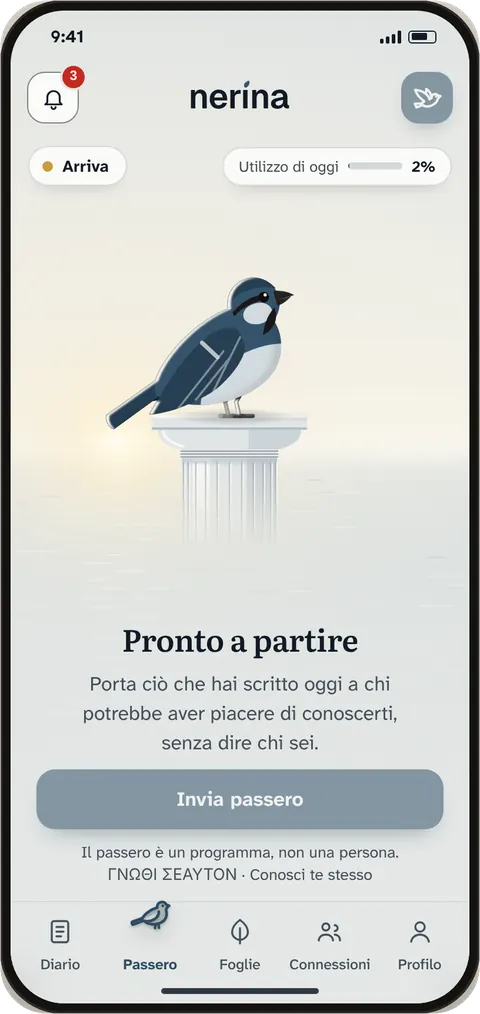 9:41
3
nerína
Arriva
Utilizzo di oggi 2%
Pronto a partire
Porta ciò che hai scritto oggi a chi
potrebbe aver piacere di conoscerti,
senza dire chi sei.
Invia passero
Il passero è un programma, non una persona.
ΓΝΩΘΙ ΣΕΑΥΤΟΝ · Conosci te stesso
Diario
Passero
Foglie
Connessioni
Profilo